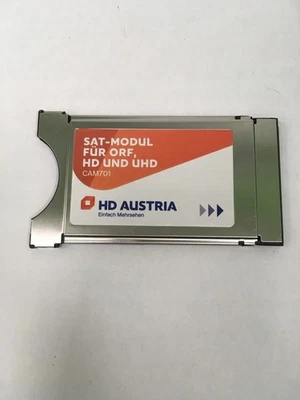 SAT-MODUL
FÜR ORF,
HD UND UHD
CAM701
HD AUSTRIA
Einfach Mehrsehen